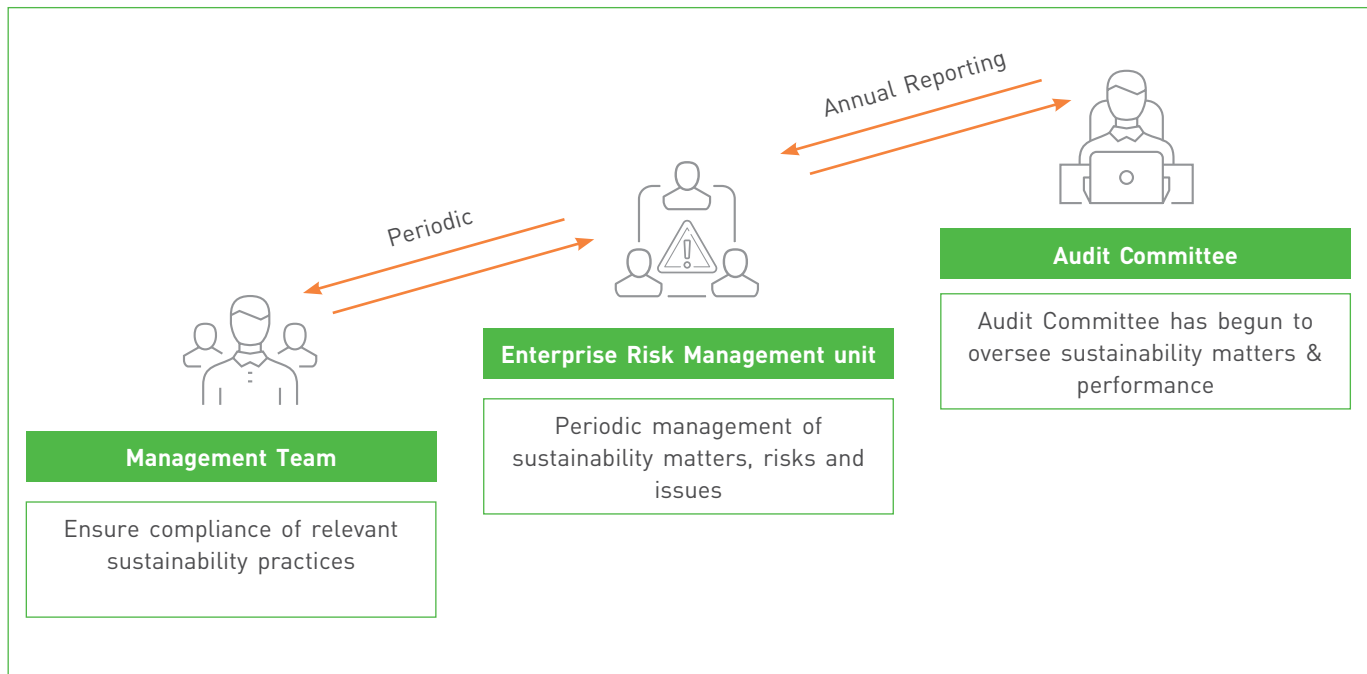 Annual Reporting
Periodic
Audit Committee
Audit Committee has begun to
oversee sustainability matters &
performance
Enterprise Risk Management unit
Periodic management of
sustainability matters, risks and
issues
Management Team
Ensure compliance of relevant
sustainability practices